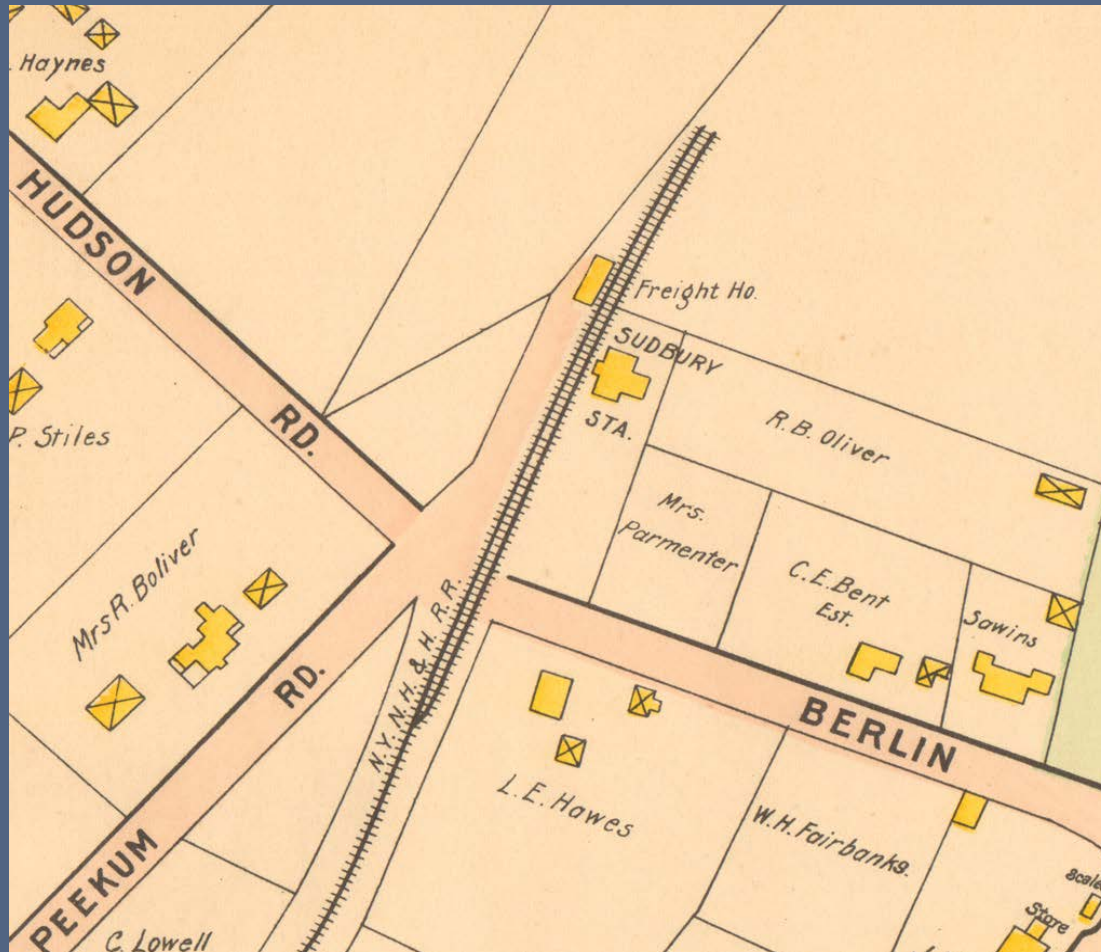 . Haynes
HUDSON
RD.
Freight Ho.
SUDBURY
STA.
P. Stiles
R. B. Oliver
Mrs.
Parmenter
C. E. Bent
Est.
Sawins
Mrs R. Boliver
RD.
N. Y. N. H. & H. R. R.
BERLIN
L. E. Hawes
W. H. Fairbanks.
PEEKUM
C. Lowell
Scale
Store